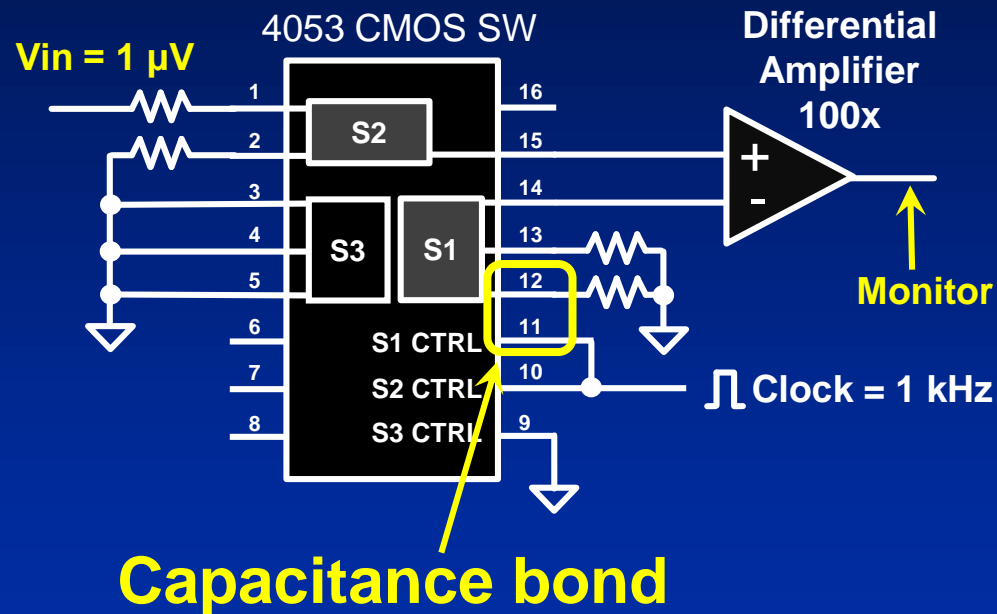 4053 CMOS SW
Differential
Amplifier
100x
Vin = 1 µV
1
16
S2
2
15
+
3
14
-
4
S3
S1
13
5
12
Monitor
6
S1 CTRL
11
7
S2 CTRL
10
Clock = 1 kHz
8
S3 CTRL
9
Capacitance bond